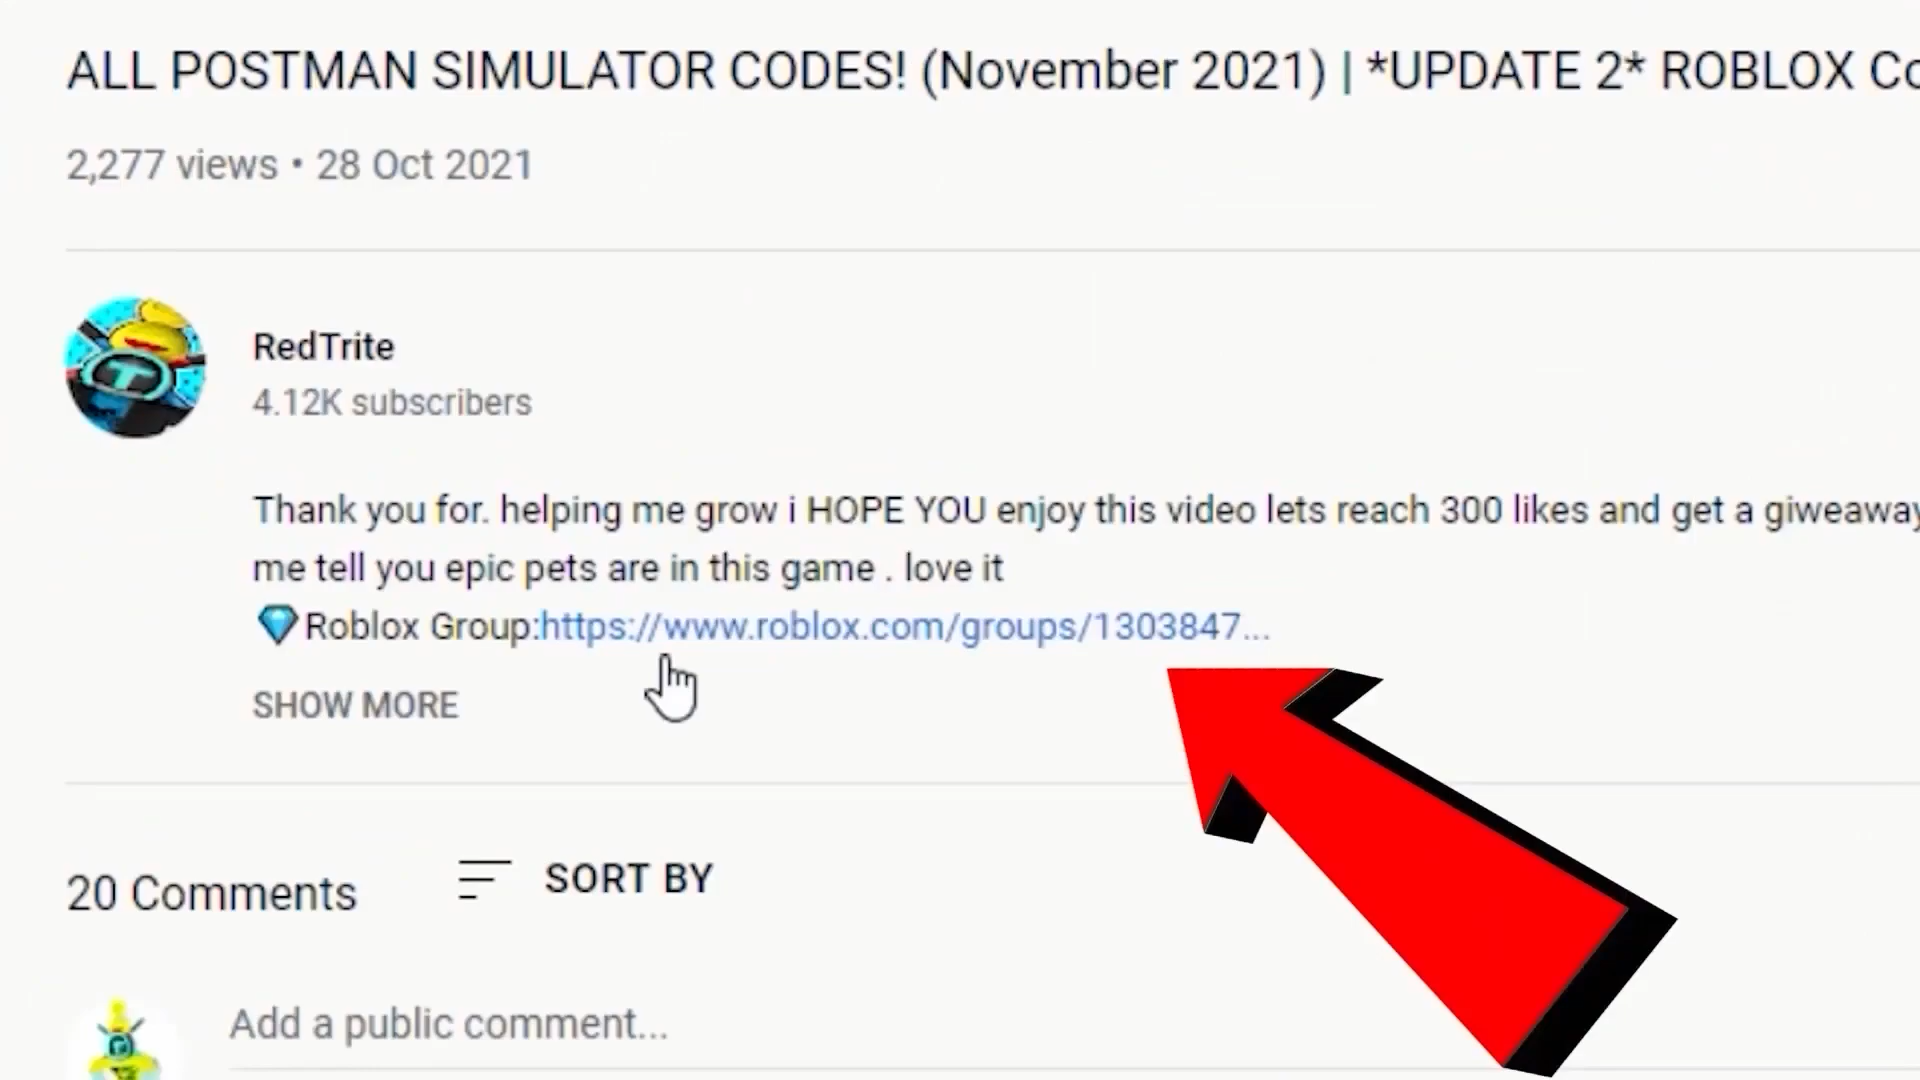 ALL POSTMAN SIMULATOR CODES! (November 2021) | *UPDATE 2* ROBLOX Co
2,277 views • 28 Oct 2021
RedTrite
4.12K subscribers
Thank you for. helping me grow i HOPE YOU enjoy this video lets reach 300 likes and get a giweaway
me tell you epic pets are in this game . love it
💎Roblox Group:https://www.roblox.com/groups/1303847...
SHOW MORE
20 Comments
SORT BY
Add a public comment...